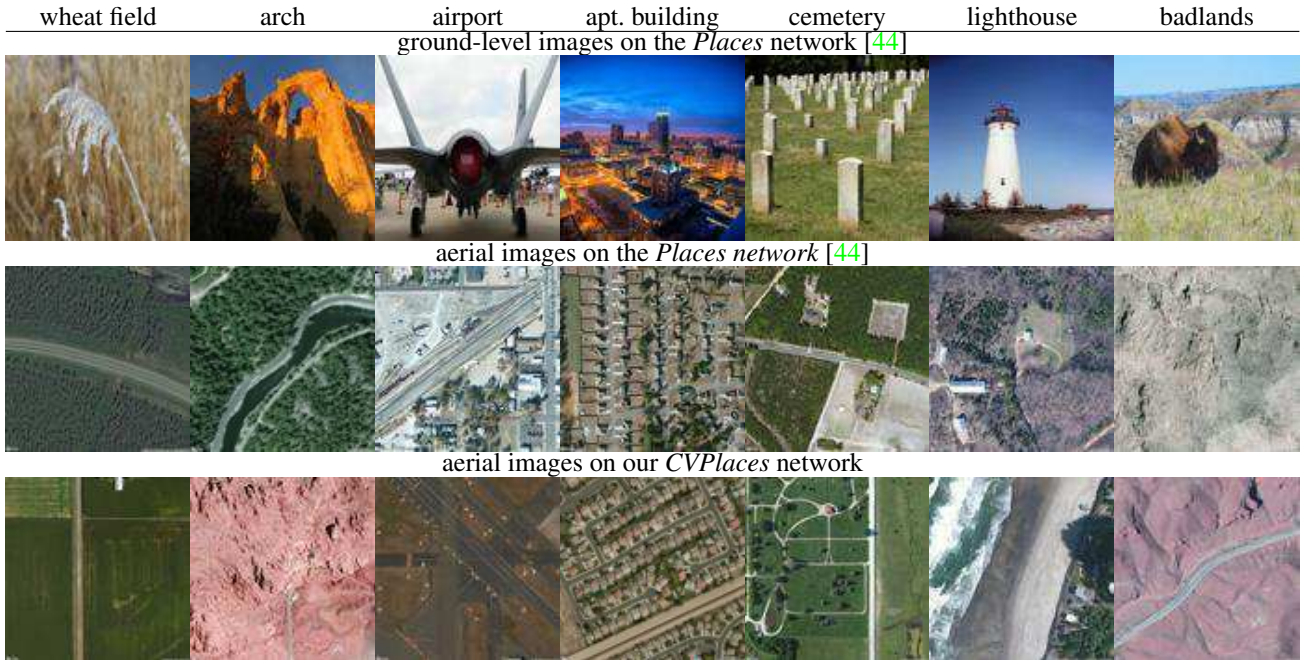 wheat field arch airport apt. building cemetery lighthouse badlands
ground-level images on the Places network [44]
aerial images on the Places network [44]
aerial images on our CVPlaces network